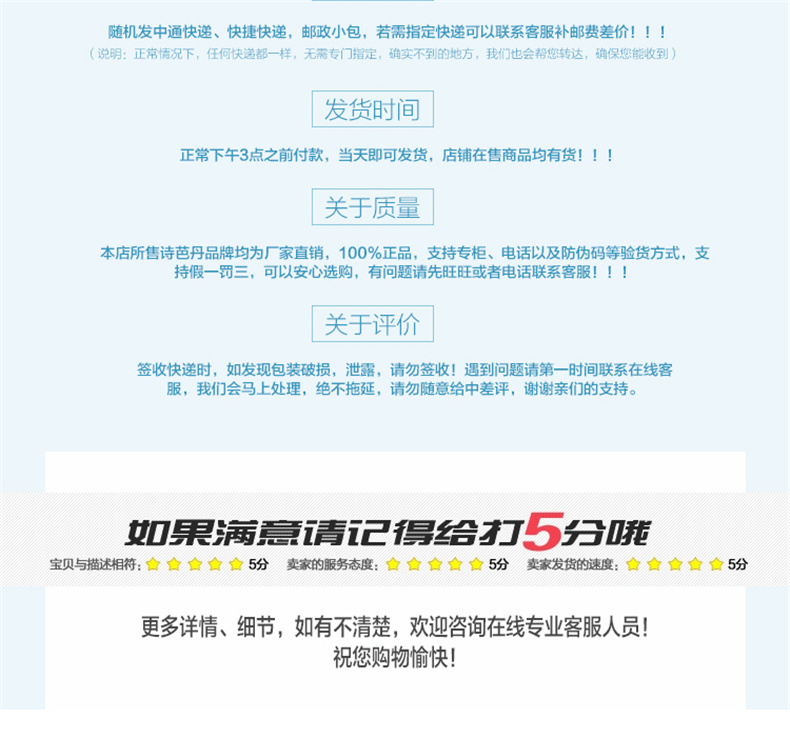 随机发中通快递、快捷快递，邮政小包，若需指定快递可以联系客服补邮费差价！！！
（说明：正常情况下，任何快递都一样，无需专门指定，确实不到的地方，我们也会帮您转达，确保您能收到）
发货时间
正常下午3点之前付款，当天即可发货，店铺在售商品均有货！！！
关于质量
本店所售诗芭丹品牌均为厂家直销，100%正品，支持专柜、电话以及防伪码等验货方式，支
持假一罚三，可以安心选购，有问题请先旺旺或者电话联系客服！！！
关于评价
签收快递时，如发现包装破损，泄露，请勿签收！遇到问题请第一时间联系在线客
服，我们会马上处理，绝不拖延，请勿随意给中差评，谢谢亲们的支持。
如果满意请记得给打5分哦
宝贝与描述相符：5分 卖家的服务态度：5分 卖家发货的速度：5分
更多详情、细节，如有不清楚，欢迎咨询在线专业客服人员！
祝您购物愉快！